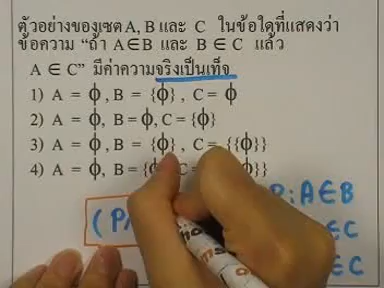 ตัวอย่างของเซต A, B และ C ในข้อใดที่แสดงว่า
ข้อความ “ถ้า A∈B และ B ∈ C แล้ว
A ∈ C” มีค่าความจริงเป็นเท็จ
1) A = ϕ , B = {ϕ} , C = ϕ
2) A = ϕ, B = ϕ, C = {ϕ}
3) A = ϕ , B = {ϕ} , C = {{ϕ}}
4) A = ϕ, B = {ϕ
: A∈B
(P
∈C
∈C